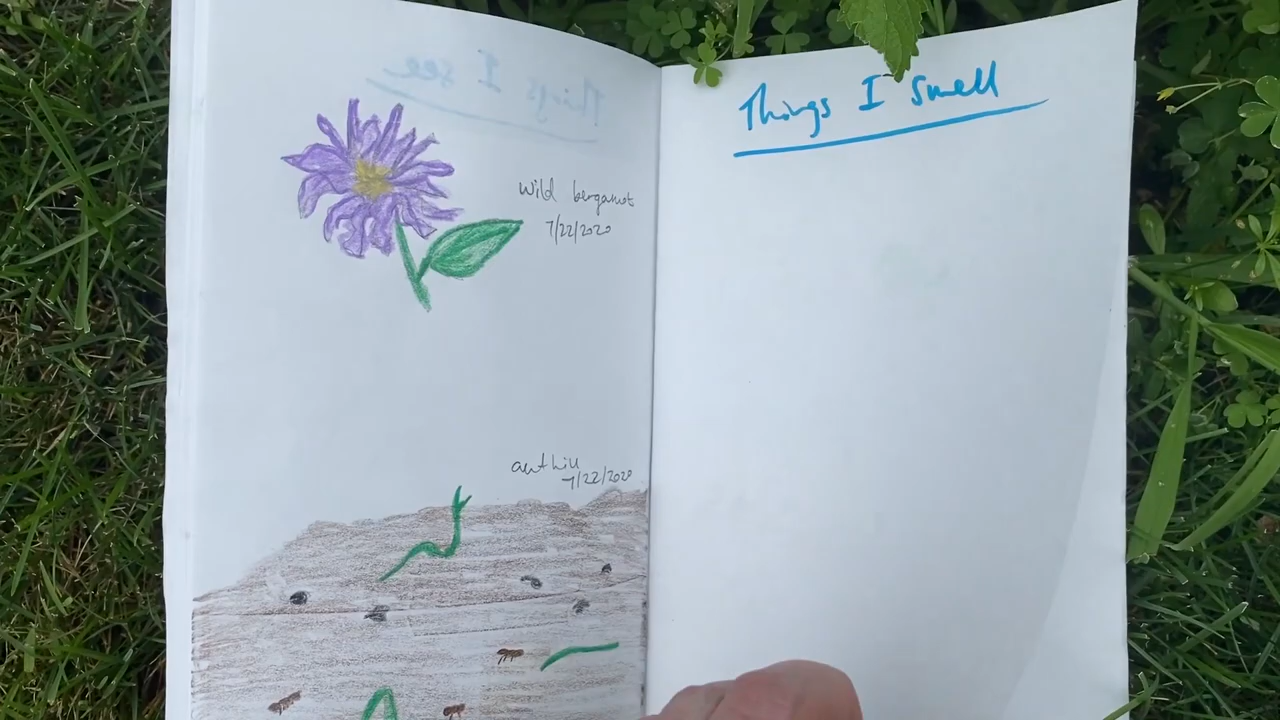 Things I see
wild bergamot
7/22/2020
ant hill
7/22/2020
Things I Smell